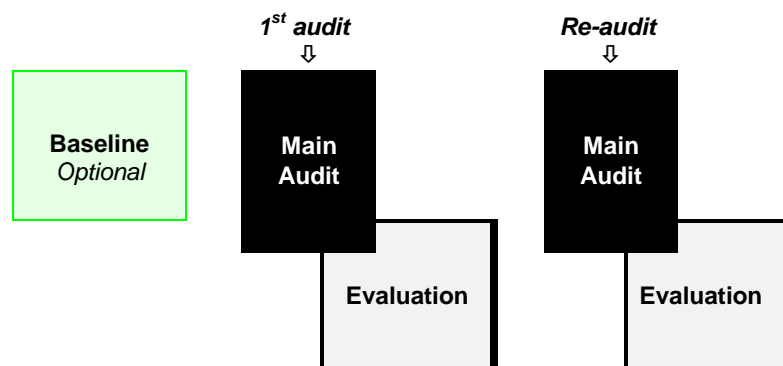 1st audit
⇩
Re-audit
⇩
Baseline
Optional
Main
Audit
Main
Audit
Evaluation
Evaluation